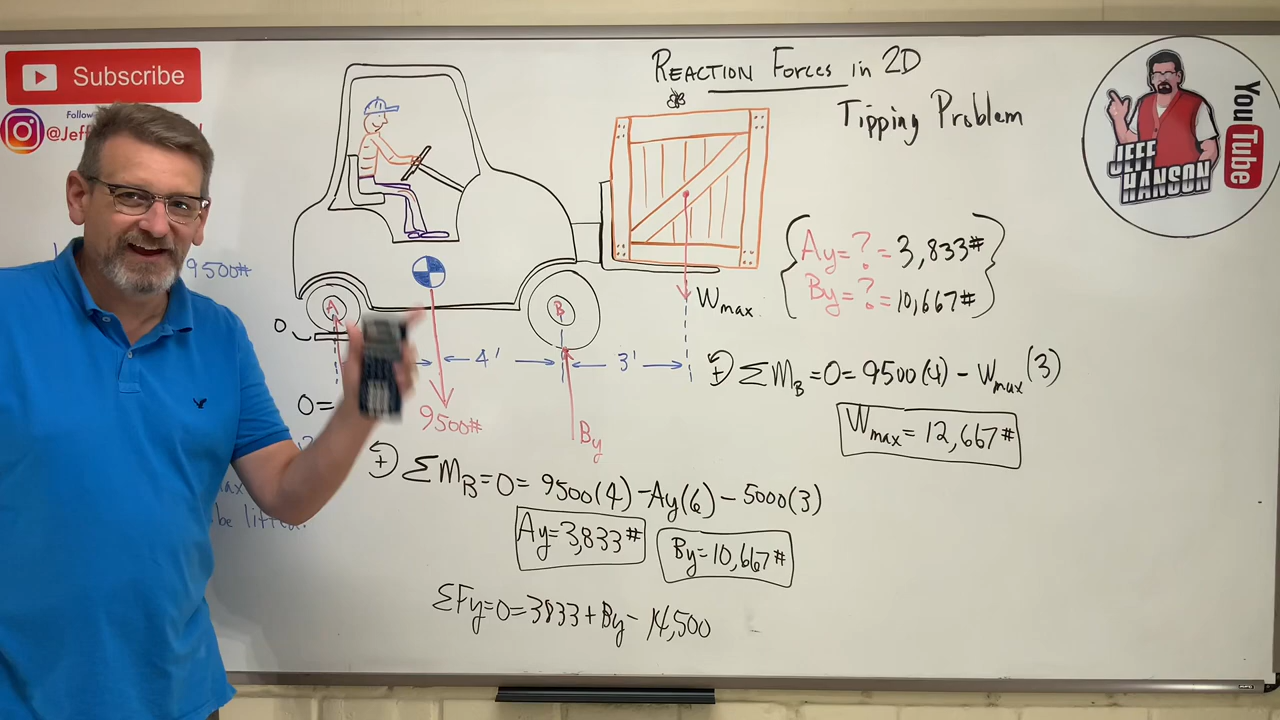 Subscribe
Follow
@Jeff
REACTION FORCES in 2D
Tipping Problem
YouTube
JEFF
HANSON
9500#
Ay=? = 3,833#
By=? = 10,667#
A
B
Wmax
0
4'
3'
+ ΣMB=0=9500(4)-Wmax(3)
0=
9500#
By
Wmax=12,667#
+ ΣMB=0=9500(4)-Ay(6)-5000(3)
be lifted.
Ay=3,833#
By=10,667#
ΣFy=0=3833+By-14,500